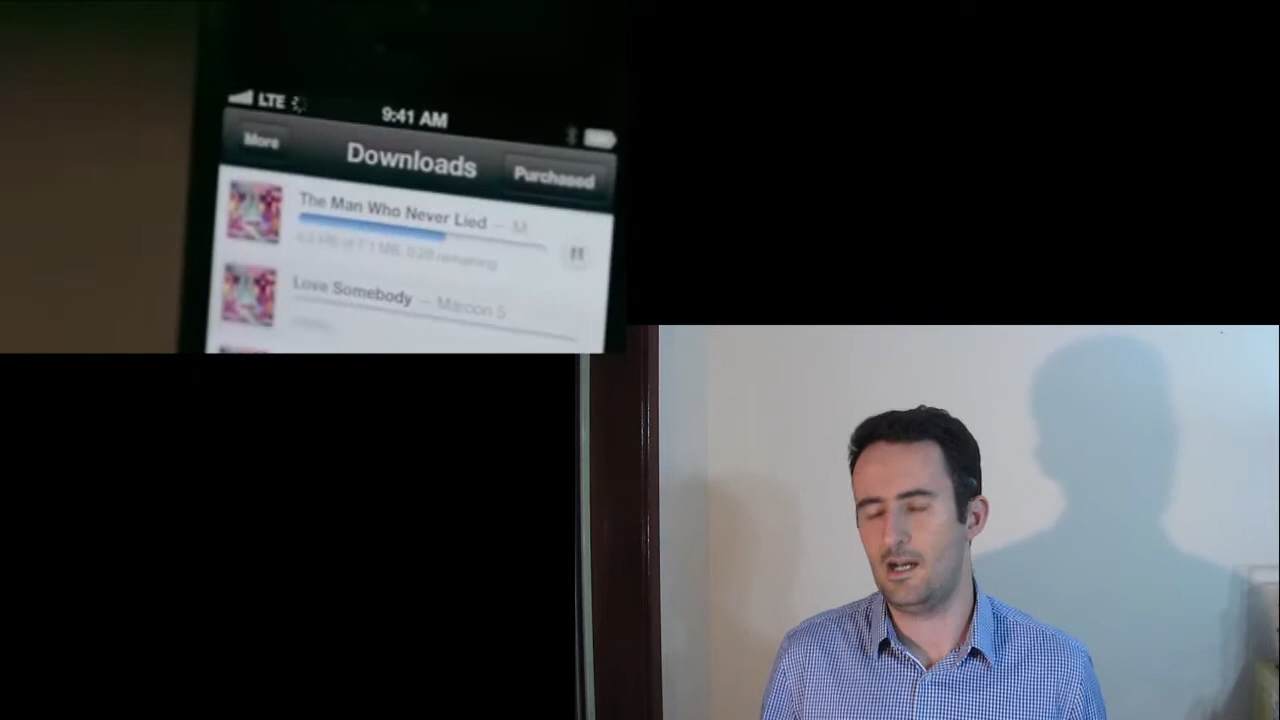 LTE
9:41 AM
More
Downloads
Purchased
The Man Who Never Lied — M
Love Somebody — Maroon 5